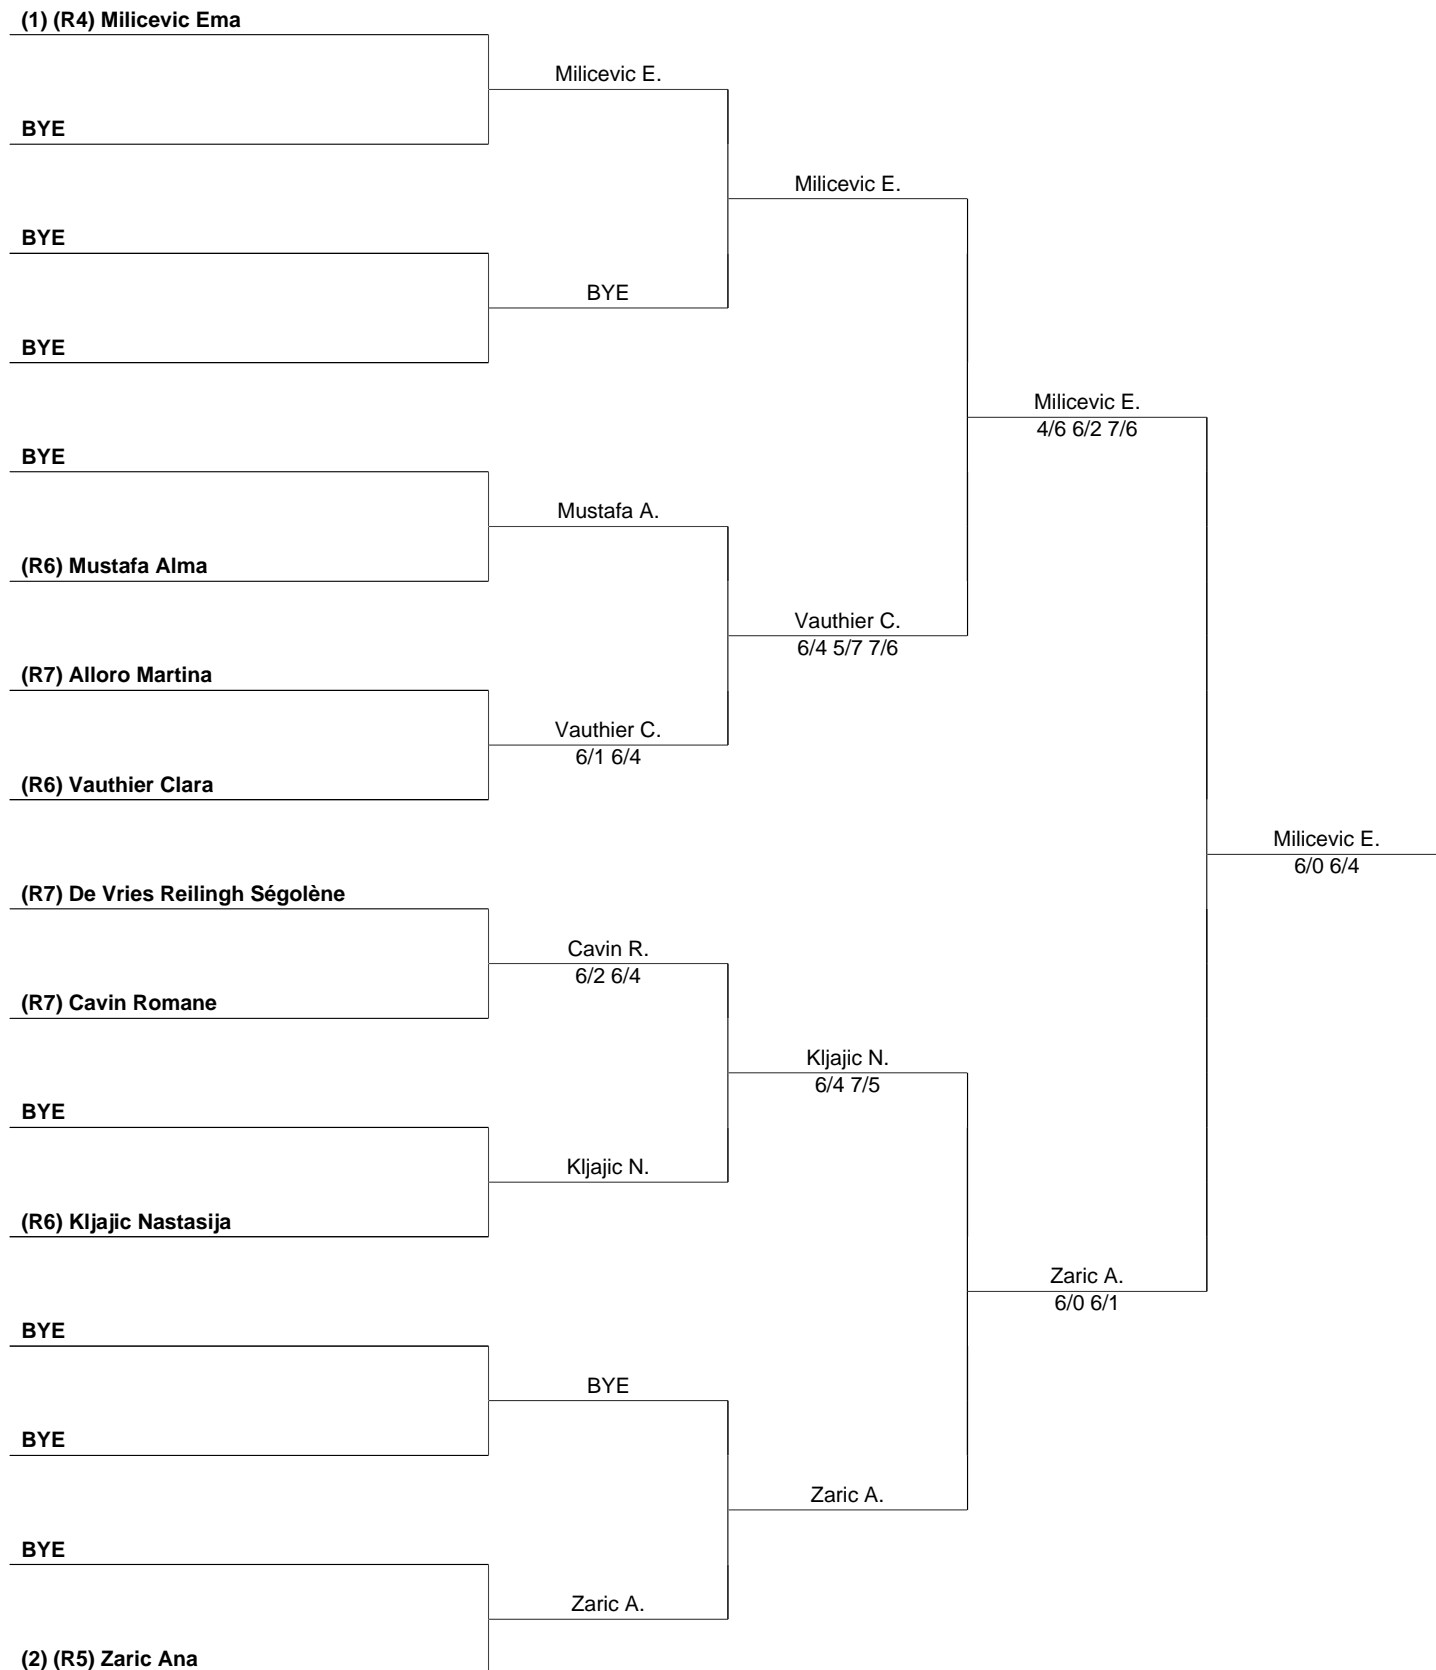 (1) (R4) Milicevic Ema
Milicevic E.
BYE
Milicevic E.
BYE
BYE
BYE
Milicevic E.
4/6 6/2 7/6
BYE
Mustafa A.
(R6) Mustafa Alma
Vauthier C.
6/4 5/7 7/6
(R7) Alloro Martina
Vauthier C.
6/1 6/4
(R6) Vauthier Clara
Milicevic E.
6/0 6/4
(R7) De Vries Reilingh Ségolène
Cavin R.
6/2 6/4
(R7) Cavin Romane
Kljajic N.
6/4 7/5
BYE
Kljajic N.
(R6) Kljajic Nastasija
Zaric A.
6/0 6/1
BYE
BYE
BYE
Zaric A.
BYE
Zaric A.
(2) (R5) Zaric Ana